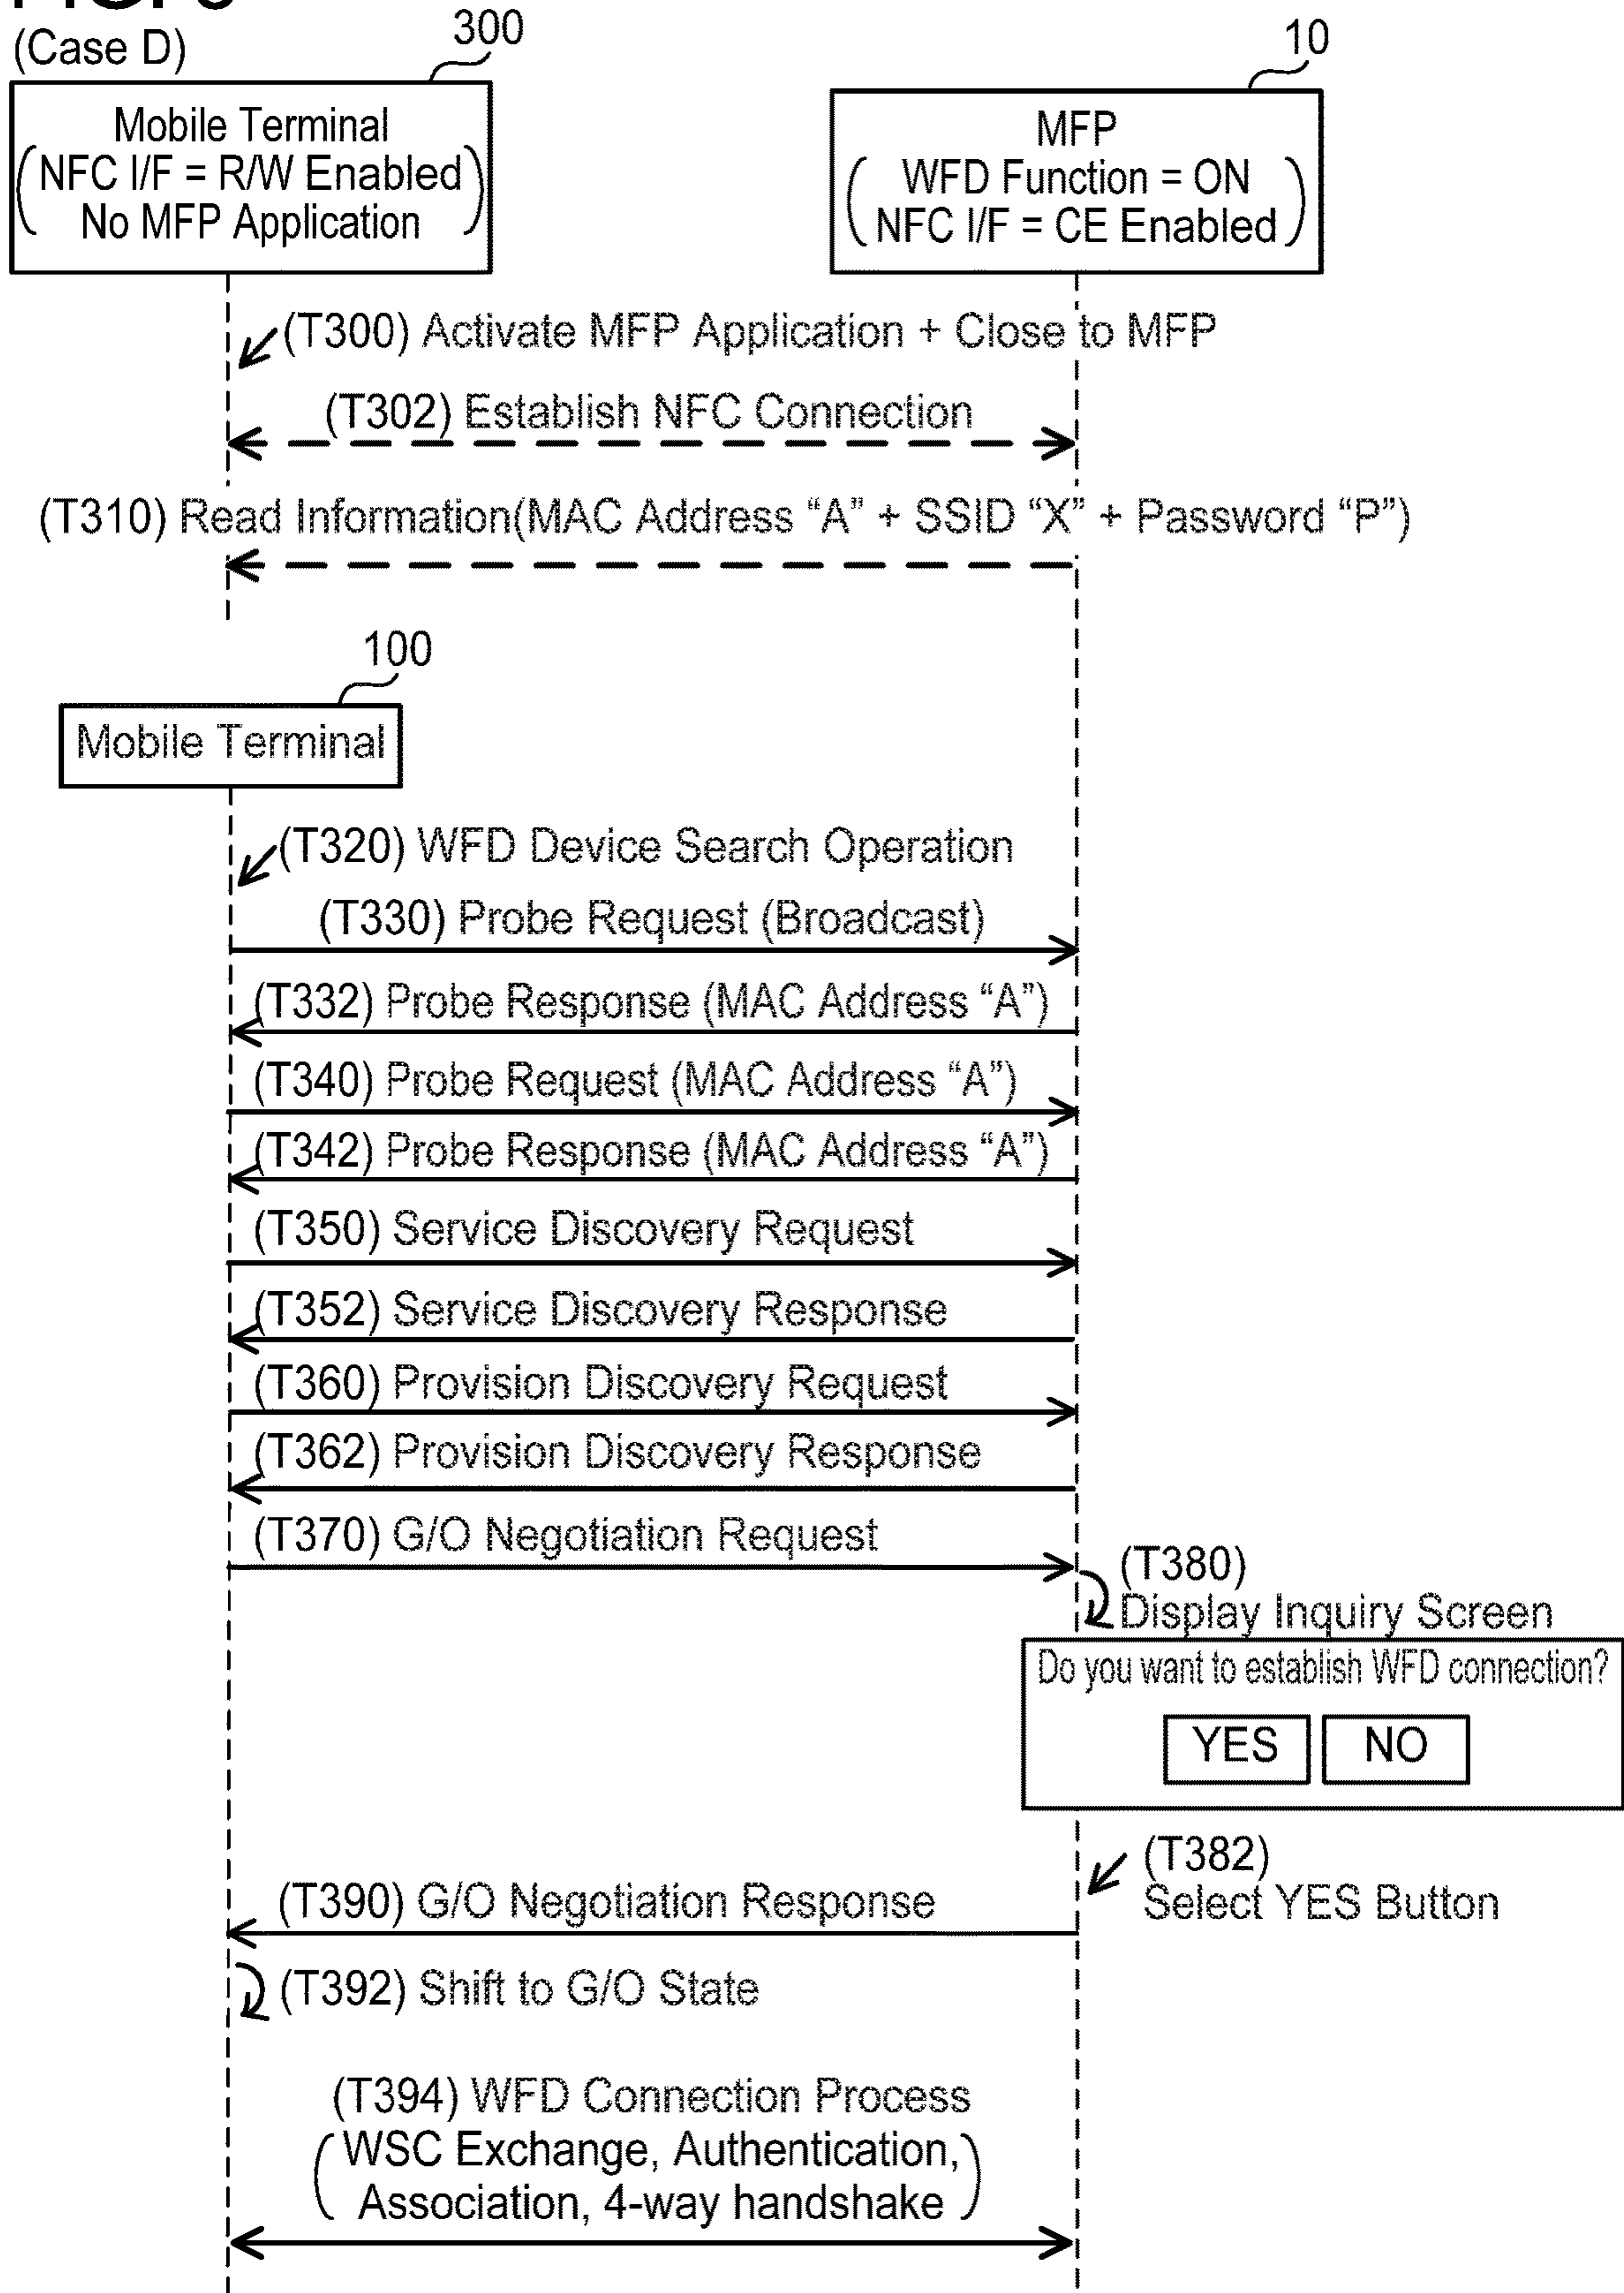 (Case D)
300
10
Mobile Terminal
NFC I/F = R/W Enabled
No MFP Application
MFP
WFD Function = ON
NFC I/F = CE Enabled
(T300) Activate MFP Application + Close to MFP
(T302) Establish NFC Connection
(T310) Read Information(MAC Address “A” + SSID “X” + Password “P”)
100
Mobile Terminal
(T320) WFD Device Search Operation
(T330) Probe Request (Broadcast)
(T332) Probe Response (MAC Address “A”)
(T340) Probe Request (MAC Address “A”)
(T342) Probe Response (MAC Address “A”)
(T350) Service Discovery Request
(T352) Service Discovery Response
(T360) Provision Discovery Request
(T362) Provision Discovery Response
(T370) G/O Negotiation Request
(T380)
Display Inquiry Screen
Do you want to establish WFD connection?
YES
NO
(T382)
Select YES Button
(T390) G/O Negotiation Response
(T392) Shift to G/O State
(T394) WFD Connection Process
(WSC Exchange, Authentication,
Association, 4-way handshake)